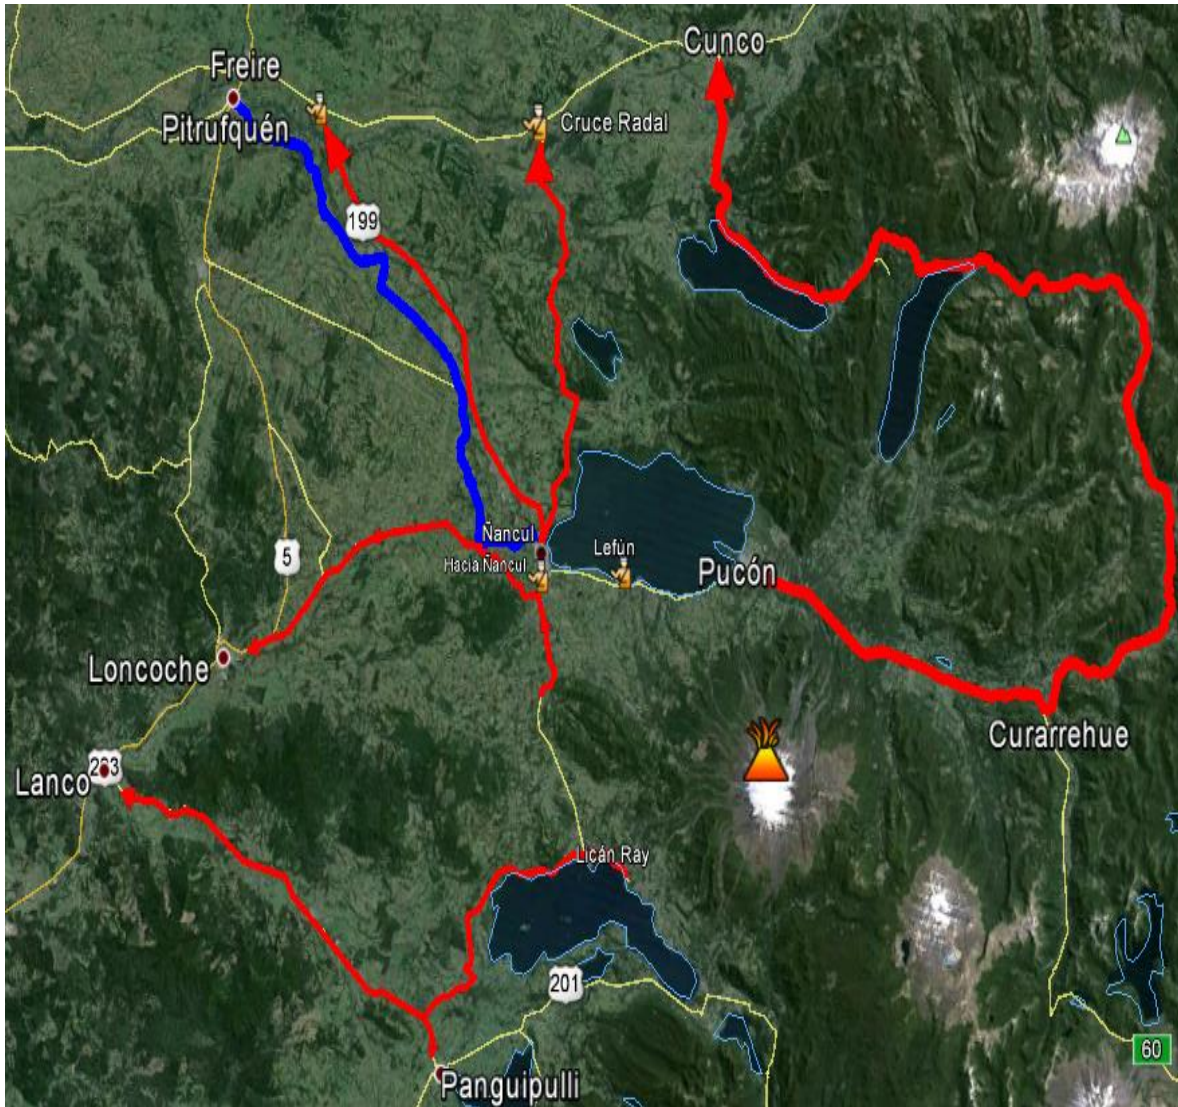 Cunco
Freire
Cruce Radal
Pitrufquén
199
Ñancul
Lefún
5
Hacia Ñancul
Pucón
Loncoche
Curarrehue
Lanco
Licán Ray
201
60
Panguipulli